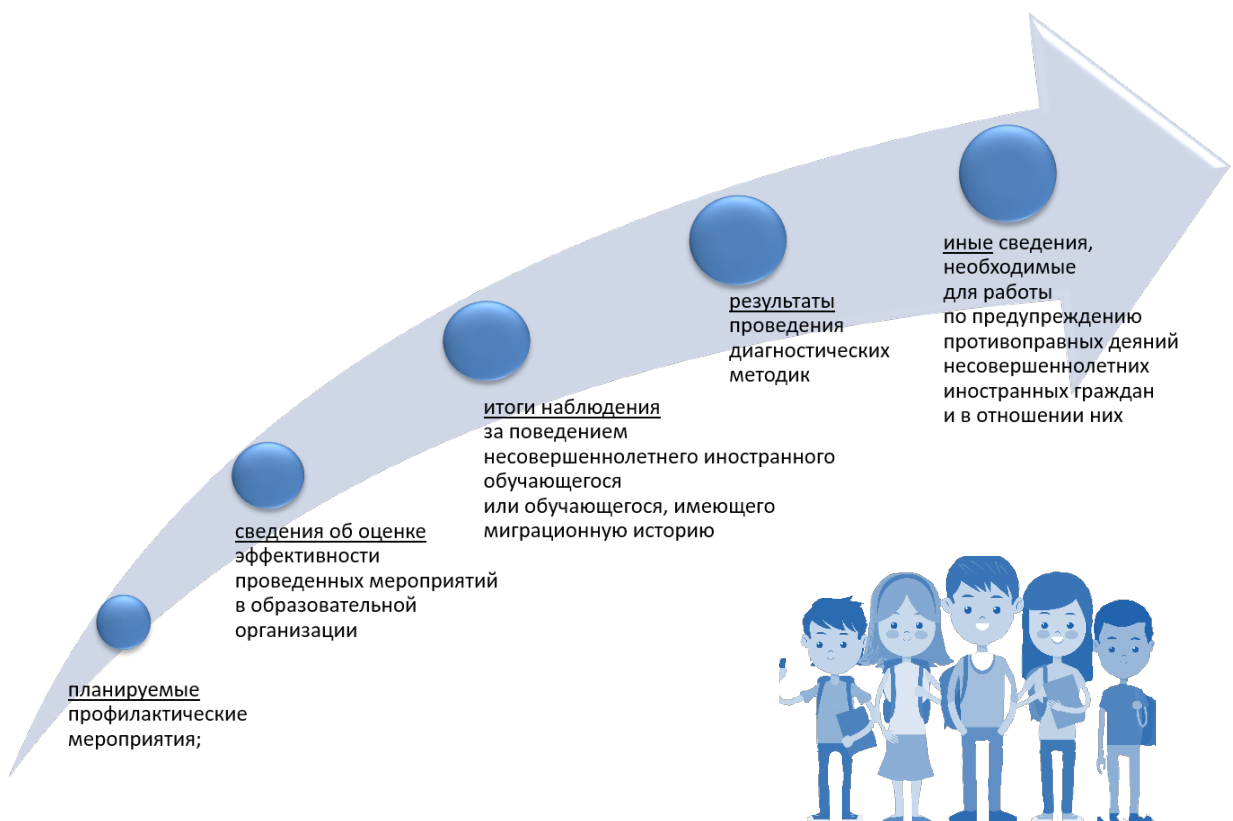 планируемые
профилактические
мероприятия;
сведения об оценке
эффективности
проведенных мероприятий
в образовательной
организации
итоги наблюдения
за поведением
несовершеннолетнего иностранного
обучающегося
или обучающегося, имеющего
миграционную историю
результаты
проведения
диагностических
методик
иные сведения,
необходимые
для работы
по предупреждению
противоправных деяний
несовершеннолетних
иностранных граждан
и в отношении них